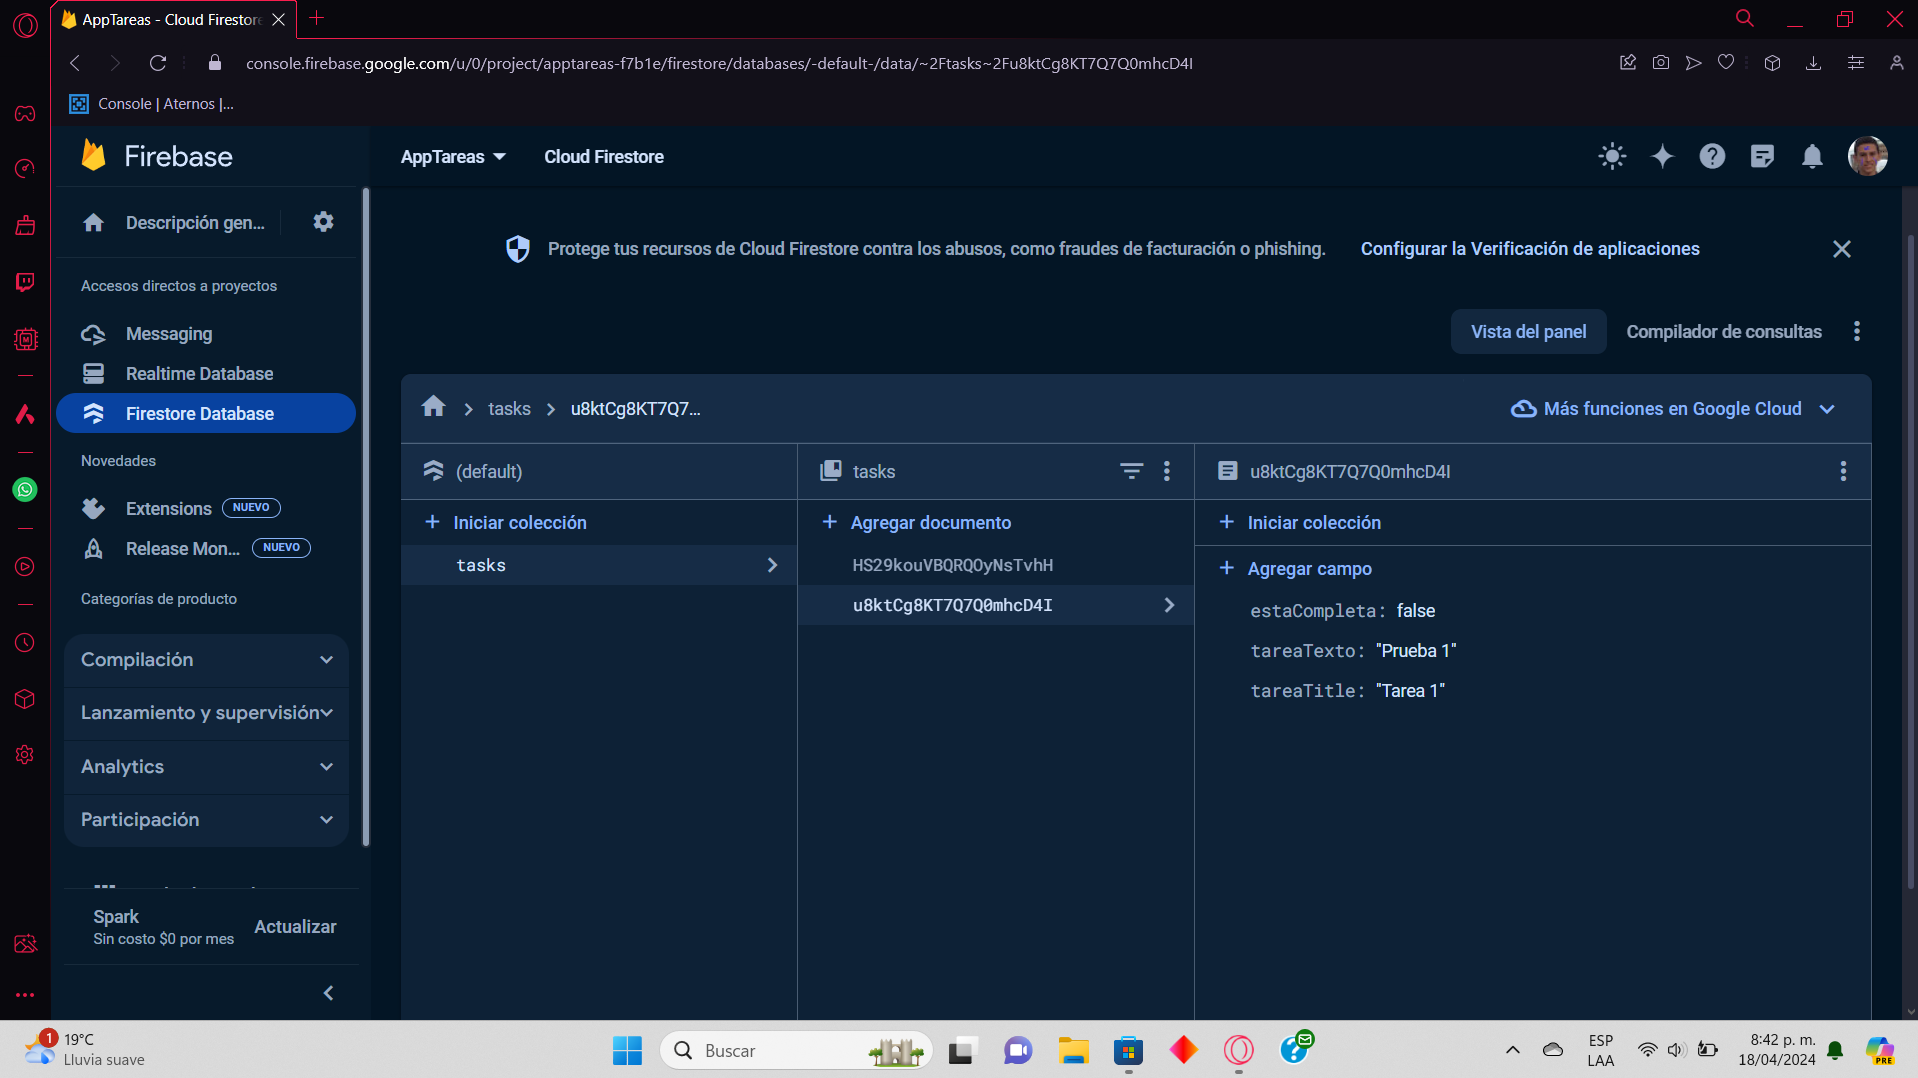 AppTareas - Cloud Firestore
console.firebase.google.com/u/0/project/apptareas-f7b1e/firestore/databases/-default-/data/~2Ftasks~2Fu8ktCg8KT7Q7Q0mhcD4I
Console | Aternos |...
Firebase
AppTareas
Cloud Firestore
Descripción gen...
Protege tus recursos de Cloud Firestore contra los abusos, como fraudes de facturación o phishing.
Configurar la Verificación de aplicaciones
Accesos directos a proyectos
Messaging
Realtime Database
Firestore Database
Novedades
Extensions NUEVO
Release Mon... NUEVO
Categorías de producto
Compilación
Lanzamiento y supervisión
Analytics
Participación
Spark
Sin costo $0 por mes
Actualizar
Vista del panel
Compilador de consultas
tasks
u8ktCg8KT7Q7...
Más funciones en Google Cloud
(default)
Iniciar colección
tasks
tasks
Agregar documento
HS29kouVBQRQOyNsTvhH
u8ktCg8KT7Q7Q0mhcD4I
u8ktCg8KT7Q7Q0mhcD4I
Iniciar colección
Agregar campo
estaCompleta: false
tareaTexto: "Prueba 1"
tareaTitle: "Tarea 1"
1
19°C
Lluvia suave
Buscar
ESP
LAA
8:42 p. m.
18/04/2024
PRE